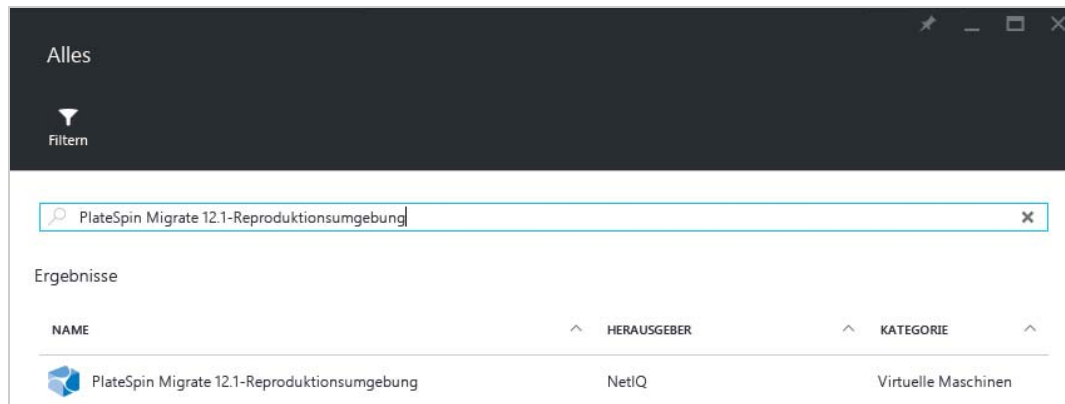 Alles
Filtern
PlateSpin Migrate 12.1-Reproduktionsumgebung
Ergebnisse
NAME HERAUSGEBER KATEGORIE
PlateSpin Migrate 12.1-Reproduktionsumgebung NetIQ Virtuelle Maschinen